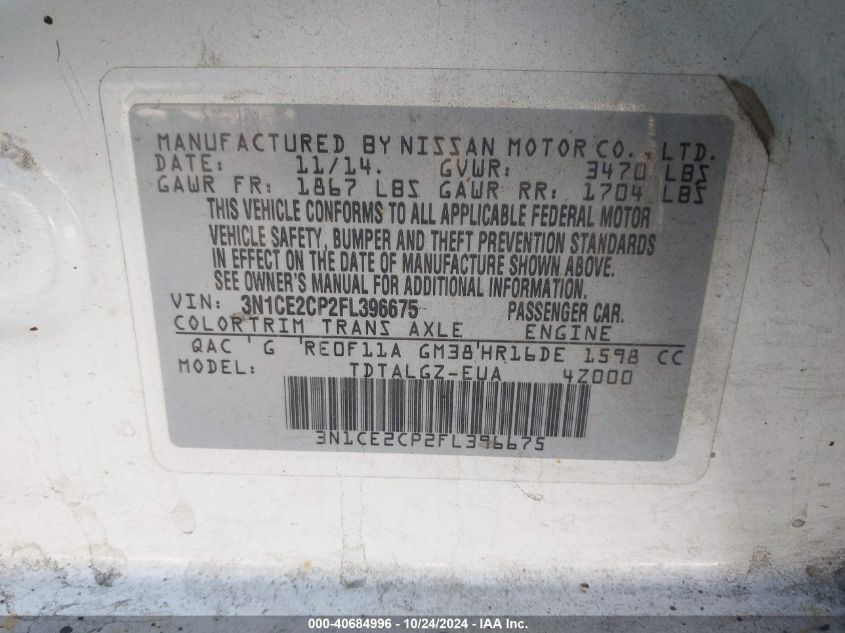 MANUFACTURED BY NISSAN MOTOR CO., LTD.
DATE: 11/14. GVWR: 3470 LBS
GAWR FR: 1867 LBS GAWR RR: 1704 LBS
THIS VEHICLE CONFORMS TO ALL APPLICABLE FEDERAL MOTOR
VEHICLE SAFETY, BUMPER AND THEFT PREVENTION STANDARDS
IN EFFECT ON THE DATE OF MANUFACTURE SHOWN ABOVE.
SEE OWNER'S MANUAL FOR ADDITIONAL INFORMATION.
VIN: 3N1CE2CP2FL396675 PASSENGER CAR.
COLORTRIM TRANS AXLE ENGINE
QAC 'G 'RE0F11A GM38'HR16DE 1598 CC
MODEL: TDTALGZ-EUA 4Z000
3N1CE2CP2FL396675
000-40684996 - 10/24/2024 - © IAA Holdings, LLC.